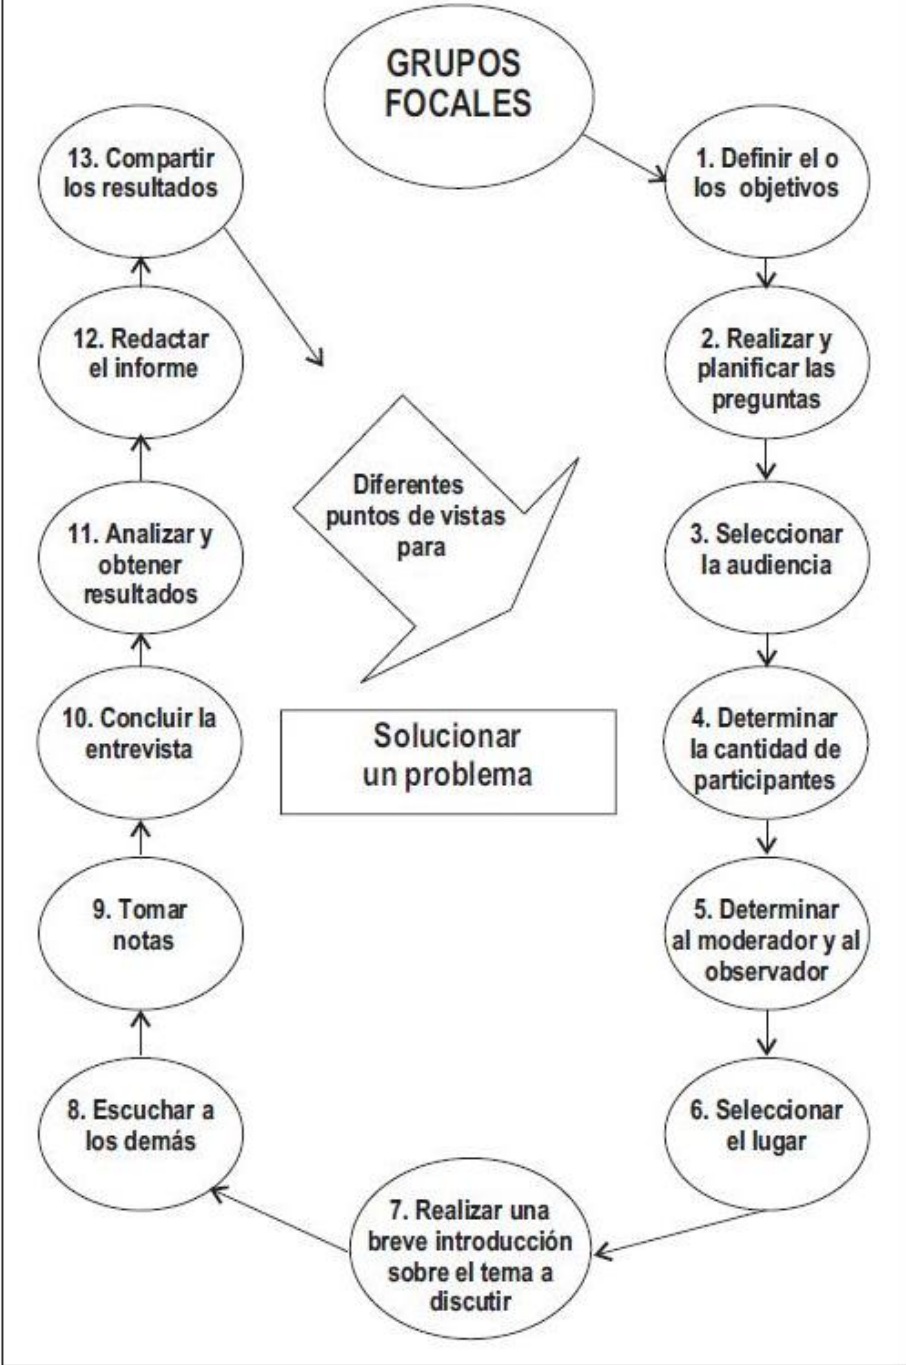 GRUPOS
FOCALES
1. Definir el o
los objetivos
2. Realizar y
planificar las
preguntas
3. Seleccionar
la audiencia
4. Determinar
la cantidad de
participantes
5. Determinar
al moderador y al
observador
6. Seleccionar
el lugar
7. Realizar una
breve introducción
sobre el tema a
discutir
8. Escuchar a
los demás
9. Tomar
notas
10. Concluir la
entrevista
11. Analizar y
obtener
resultados
12. Redactar
el informe
13. Compartir
los resultados
Diferentes
puntos de vistas
para
Solucionar
un problema